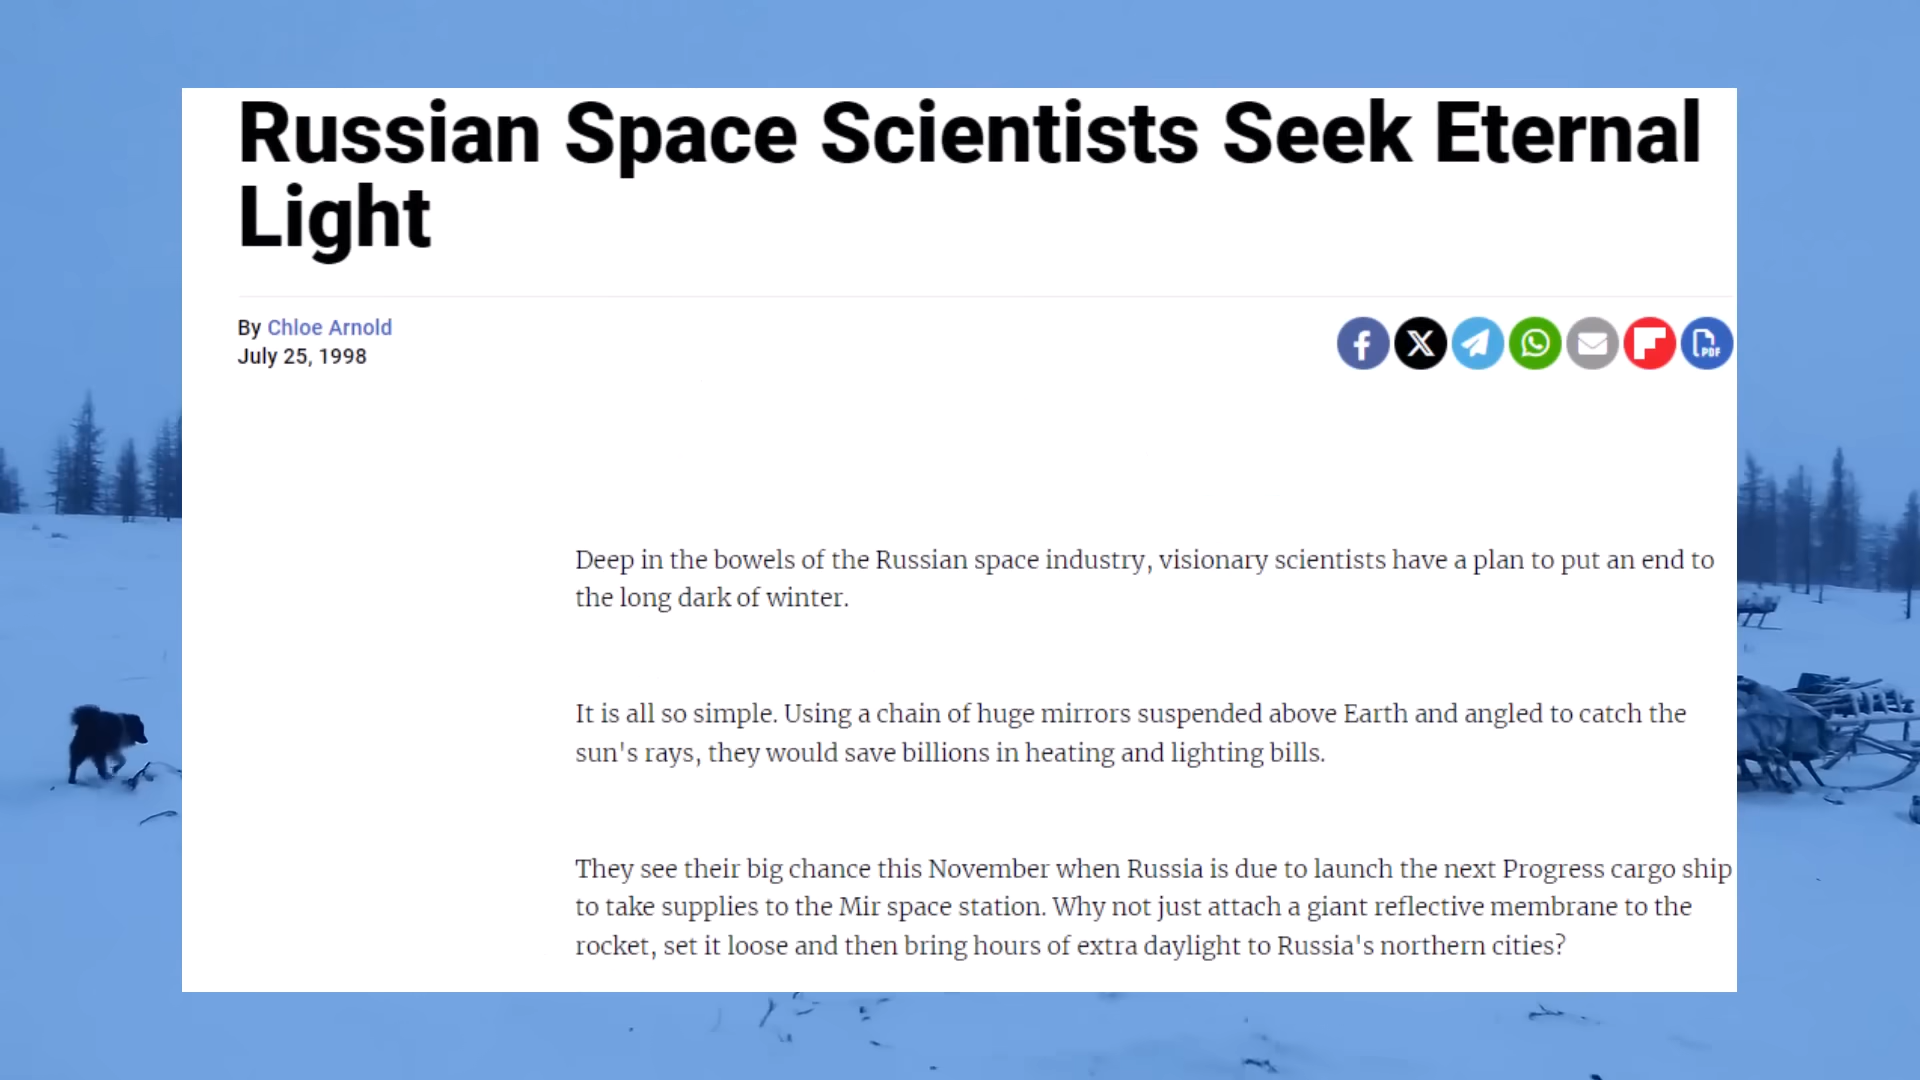 Russian Space Scientists Seek Eternal
Light
By Chloe Arnold
July 25, 1998
PDF
Deep in the bowels of the Russian space industry, visionary scientists have a plan to put an end to
the long dark of winter.
It is all so simple. Using a chain of huge mirrors suspended above Earth and angled to catch the
sun's rays, they would save billions in heating and lighting bills.
They see their big chance this November when Russia is due to launch the next Progress cargo ship
to take supplies to the Mir space station. Why not just attach a giant reflective membrane to the
rocket, set it loose and then bring hours of extra daylight to Russia's northern cities?